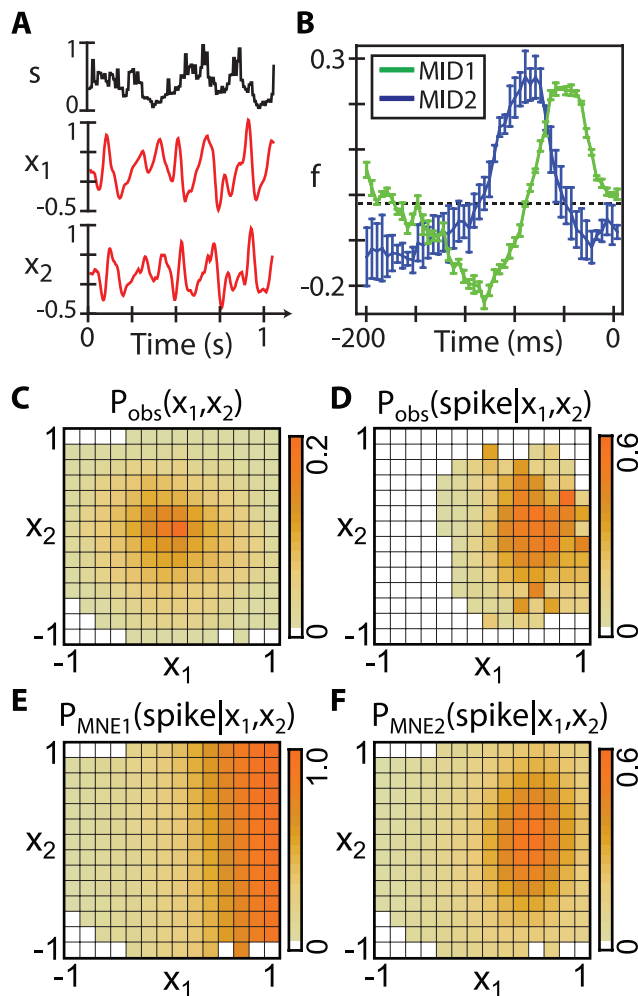 A
s
1
0
x1
1
-0.5
x2
1
-0.5
0
1
Time (s)
B
0.3
f
-0.2
MID1
MID2
-200
Time (ms)
0
C
Pobs(x1,x2)
1
x2
-1
-1
x1
1
0.2
0
D
Pobs(spike|x1,x2)
1
x2
-1
-1
x1
1
0.6
0
E
PMNE1(spike|x1,x2)
1
x2
-1
-1
x1
1
1.0
0
F
PMNE2(spike|x1,x2)
1
x2
-1
-1
x1
1
0.6
0